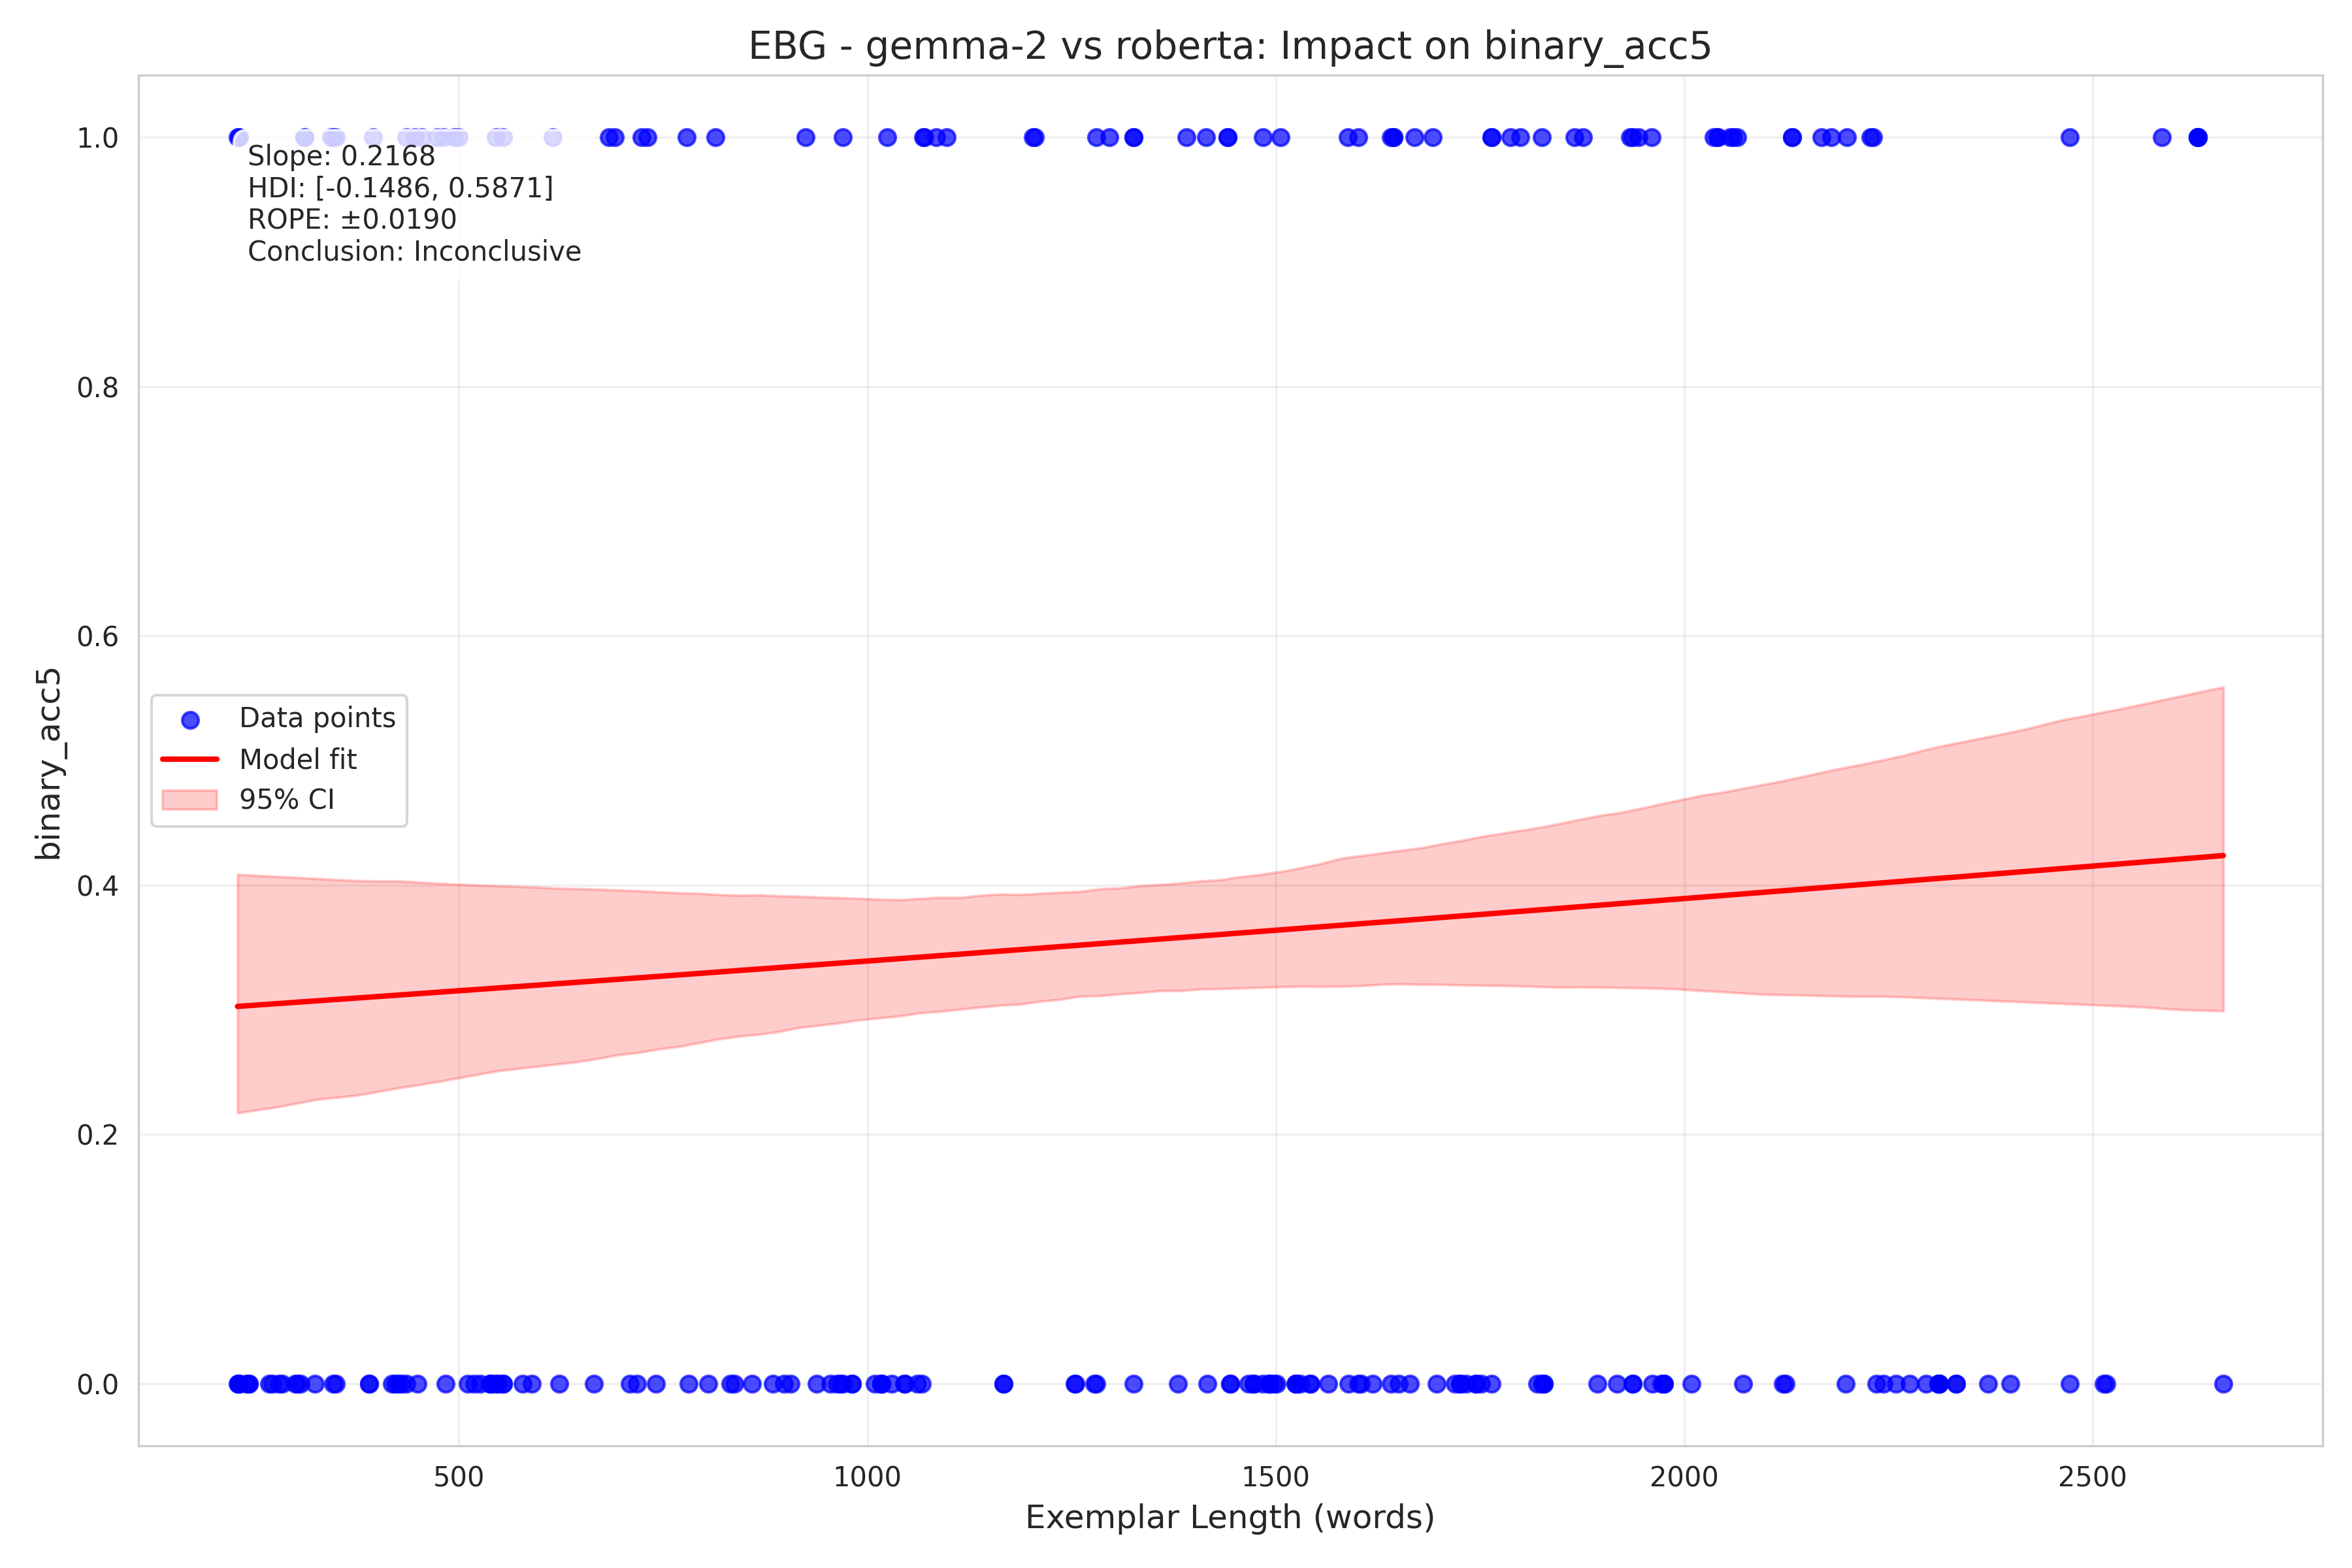 EBG - gemma-2 vs roberta: Impact on binary_acc5
1.0
Slope: 0.2168
HDI: [-0.1486, 0.5871]
ROPE: ±0.0190
Conclusion: Inconclusive
0.8
0.6
binary_acc5
Data points
Model fit
95% CI
0.4
0.2
0.0
500 1000 1500 2000 2500
Exemplar Length (words)